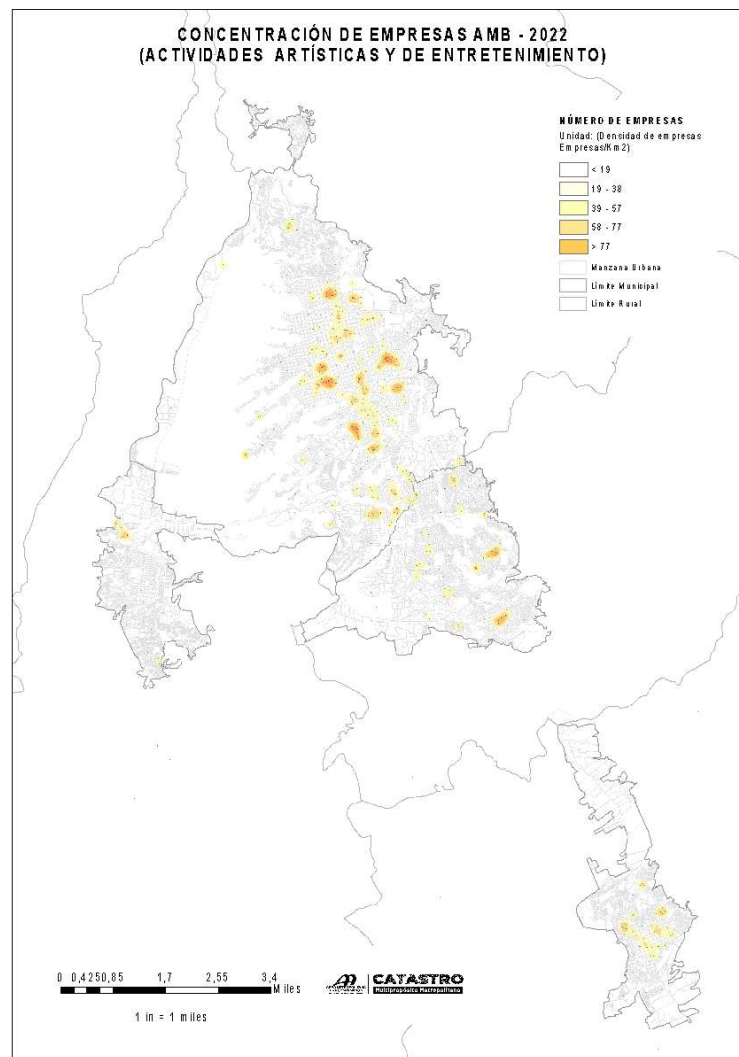 CONCENTRACIÓN DE EMPRESAS AMB - 2022
(ACTIVIDADES ARTÍSTICAS Y DE ENTRETENIMIENTO)
NÚMERO DE EMPRESAS
Unidad: (Densidad de empresas
Empresas/Km2)
< 19
19 - 38
39 - 57
58 - 77
> 77
Manzana Urbana
Límite Municipal
Límite Rural
0 0,4250,85 1,7 2,55 3,4
Miles
1 in = 1 miles
CATASTRO
Multipropósito Metropolitano